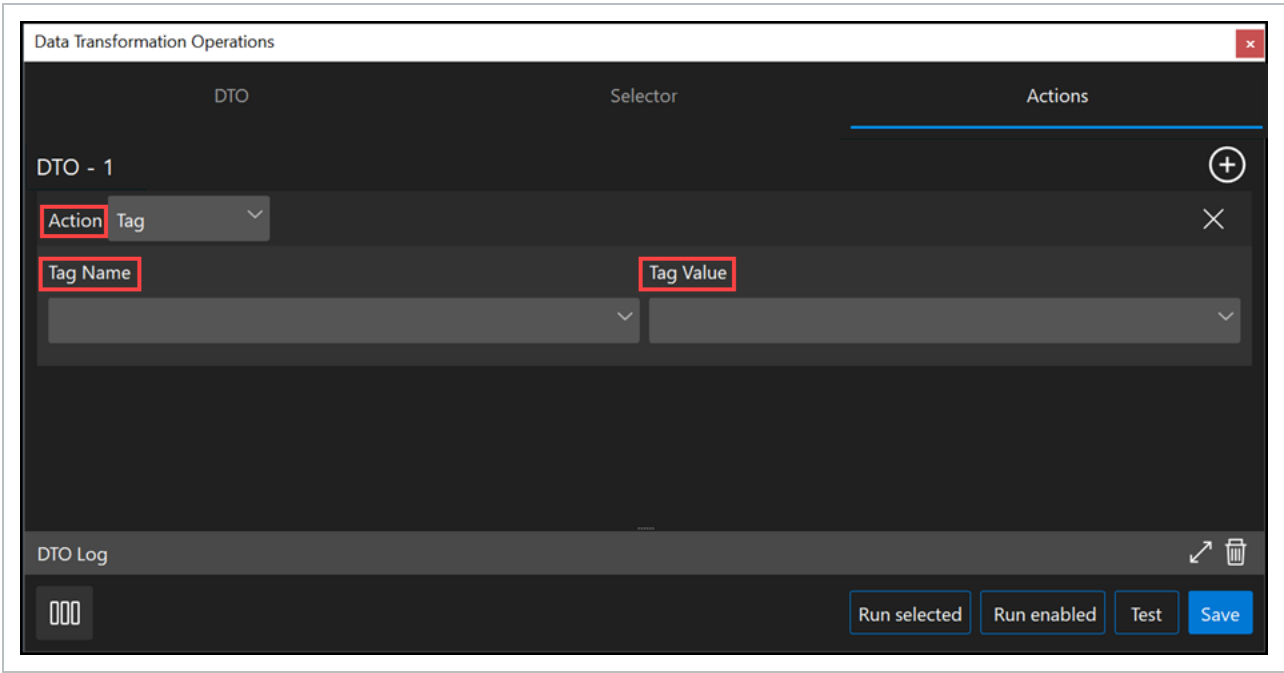 Data Transformation Operations
DTO Selector Actions
DTO - 1
Action Tag
Tag Name Tag Value
DTO Log
Run selected Run enabled Test Save